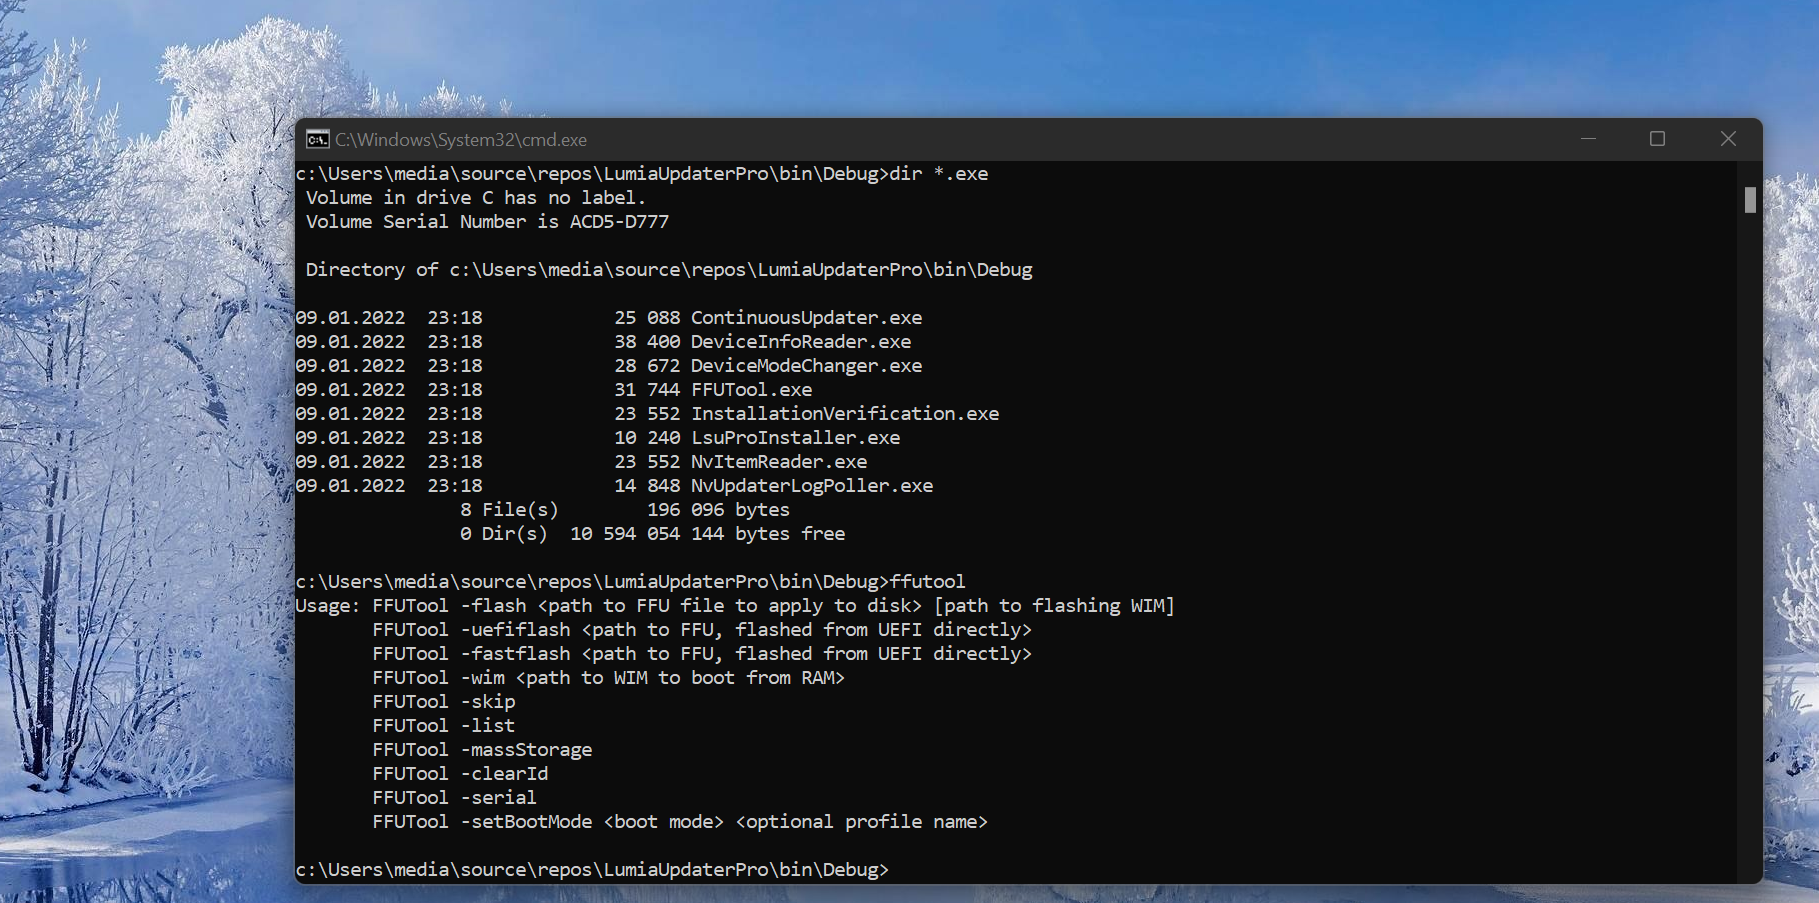 C:\Windows\System32\cmd.exe
c:\Users\media\source\repos\LumiaUpdaterPro\bin\Debug>dir *.exe
 Volume in drive C has no label.
 Volume Serial Number is ACD5-D777

 Directory of c:\Users\media\source\repos\LumiaUpdaterPro\bin\Debug

09.01.2022  23:18            25 088 ContinuousUpdater.exe
09.01.2022  23:18            38 400 DeviceInfoReader.exe
09.01.2022  23:18            28 672 DeviceModeChanger.exe
09.01.2022  23:18            31 744 FFUTool.exe
09.01.2022  23:18            23 552 InstallationVerification.exe
09.01.2022  23:18            10 240 LsuProInstaller.exe
09.01.2022  23:18            23 552 NvItemReader.exe
09.01.2022  23:18            14 848 NvUpdaterLogPoller.exe
               8 File(s)        196 096 bytes
               0 Dir(s)  10 594 054 144 bytes free

c:\Users\media\source\repos\LumiaUpdaterPro\bin\Debug>ffutool
Usage: FFUTool -flash <path to FFU file to apply to disk> [path to flashing WIM]
       FFUTool -uefiflash <path to FFU, flashed from UEFI directly>
       FFUTool -fastflash <path to FFU, flashed from UEFI directly>
       FFUTool -wim <path to WIM to boot from RAM>
       FFUTool -skip
       FFUTool -list
       FFUTool -massStorage
       FFUTool -clearId
       FFUTool -serial
       FFUTool -setBootMode <boot mode> <optional profile name>

c:\Users\media\source\repos\LumiaUpdaterPro\bin\Debug>